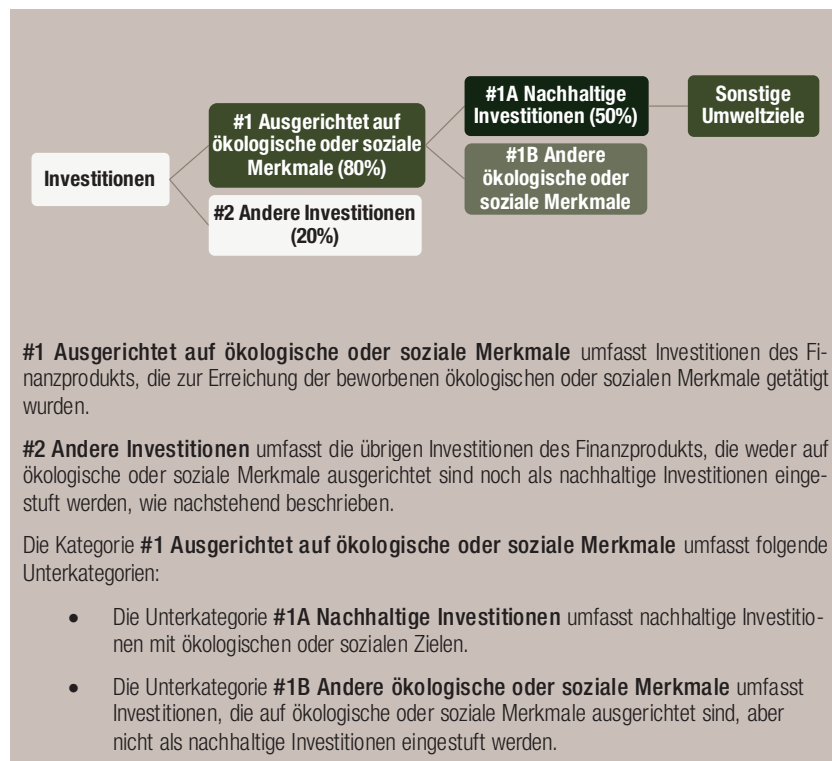 #1A Nachhaltige
Investitionen (50%)
Sonstige
Umweltziele
#1 Ausgerichtet auf
ökologische oder soziale
Merkmale (80%)
#1B Andere
ökologische oder
soziale Merkmale
Investitionen
#2 Andere Investitionen
(20%)
#1 Ausgerichtet auf ökologische oder soziale Merkmale umfasst Investitionen des Fi-
nanzprodukts, die zur Erreichung der beworbenen ökologischen oder sozialen Merkmale getätigt
wurden.
#2 Andere Investitionen umfasst die übrigen Investitionen des Finanzprodukts, die weder auf
ökologische oder soziale Merkmale ausgerichtet sind noch als nachhaltige Investitionen einge-
stuft werden, wie nachstehend beschrieben.
Die Kategorie #1 Ausgerichtet auf ökologische oder soziale Merkmale umfasst folgende
Unterkategorien:
• Die Unterkategorie #1A Nachhaltige Investitionen umfasst nachhaltige Investitio-
nen mit ökologischen oder sozialen Zielen.
• Die Unterkategorie #1B Andere ökologische oder soziale Merkmale umfasst
Investitionen, die auf ökologische oder soziale Merkmale ausgerichtet sind, aber
nicht als nachhaltige Investitionen eingestuft werden.